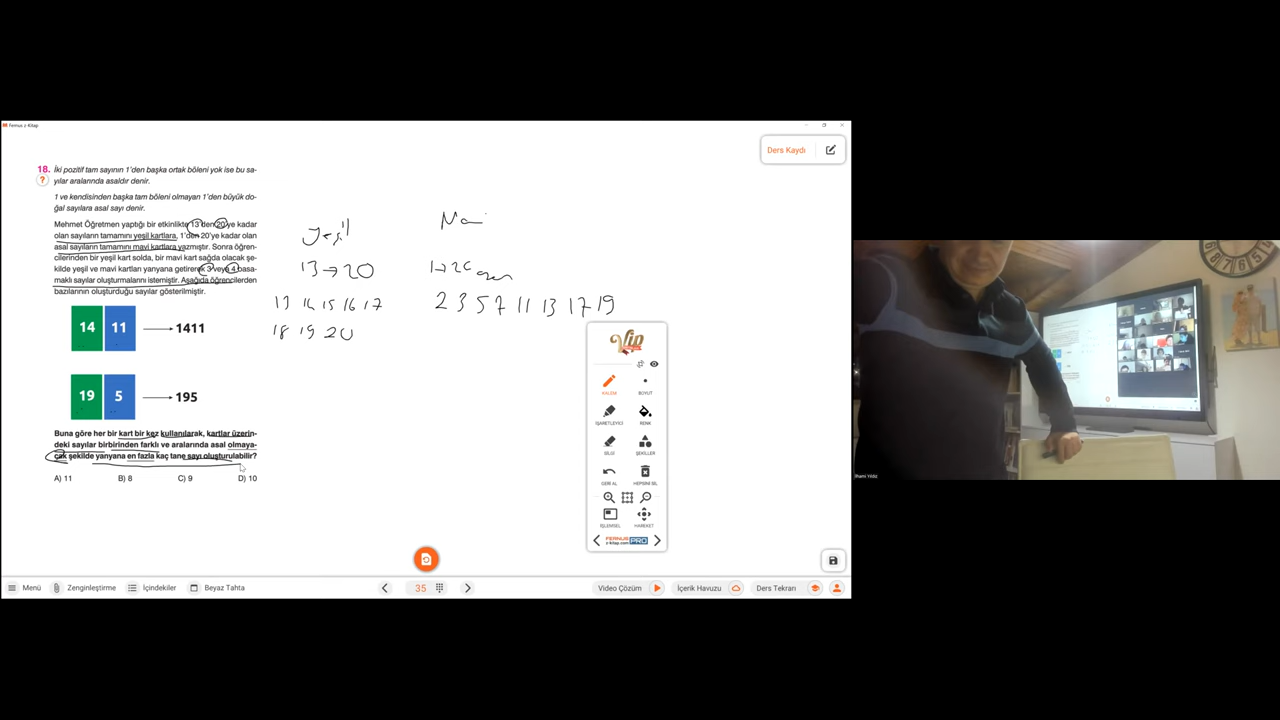 Fernus z-Kitap
Ders Kaydı
18. İki pozitif tam sayının 1'den başka ortak böleni yok ise bu sa-
yılar aralarında asaldır denir.
?
1 ve kendisinden başka tam böleni olmayan 1'den büyük do-
ğal sayılara asal sayı denir.
Mehmet Öğretmen yaptığı bir etkinlikte 13'den 20'ye kadar
olan sayıların tamamını yeşil kartlara, 1'den 20'ye kadar olan
asal sayıların tamamını mavi kartlara yazmıştır. Sonra öğren-
cilerinden bir yeşil kart solda, bir mavi kart sağda olacak şe-
kilde yeşil ve mavi kartları yanyana getirerek 3 veya 4 basa-
maklı sayılar oluşturmalarını istemiştir. Aşağıda öğrencilerden
bazılarının oluşturduğu sayılar gösterilmiştir.
14 11 1411
19 5 195
Buna göre her bir kart bir kez kullanılarak, kartlar üzerin-
deki sayılar birbirinden farklı ve aralarında asal olmaya-
cak şekilde yanyana en fazla kaç tane sayı oluşturulabilir?
A) 11 B) 8 C) 9 D) 10
Yeşil
13→20
13 14 15 16 17
18 19 20
2 3 5 7 11 13 17 19
Vip
KALEM BOYUT
İŞARETLEYİCİ RENK
SİLGİ ŞEKİLLER
GERİ AL HEPSİNİ SİL
İŞLEMSEL HAREKET
FERNUS
z-kitap.com PRO
Menü Zenginleştirme İçindekiler Beyaz Tahta 35 Video Çözüm İçerik Havuzu Ders Tekrarı